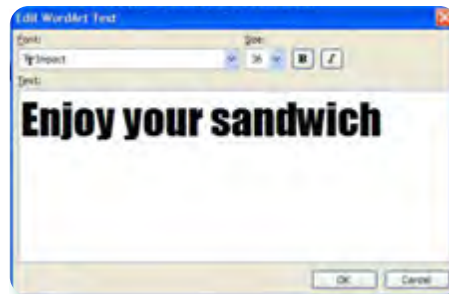 Edit WordArt Text
Font: Size:
Impact 36 B I
Text:
Enjoy your sandwich
OK Cancel